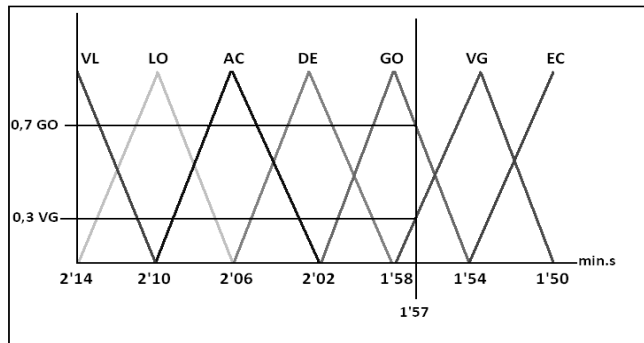 VL LO AC DE GO VG EC
0,7 GO
0,3 VG
min.s
2'14 2'10 2'06 2'02 1'58 1'54 1'50
1'57